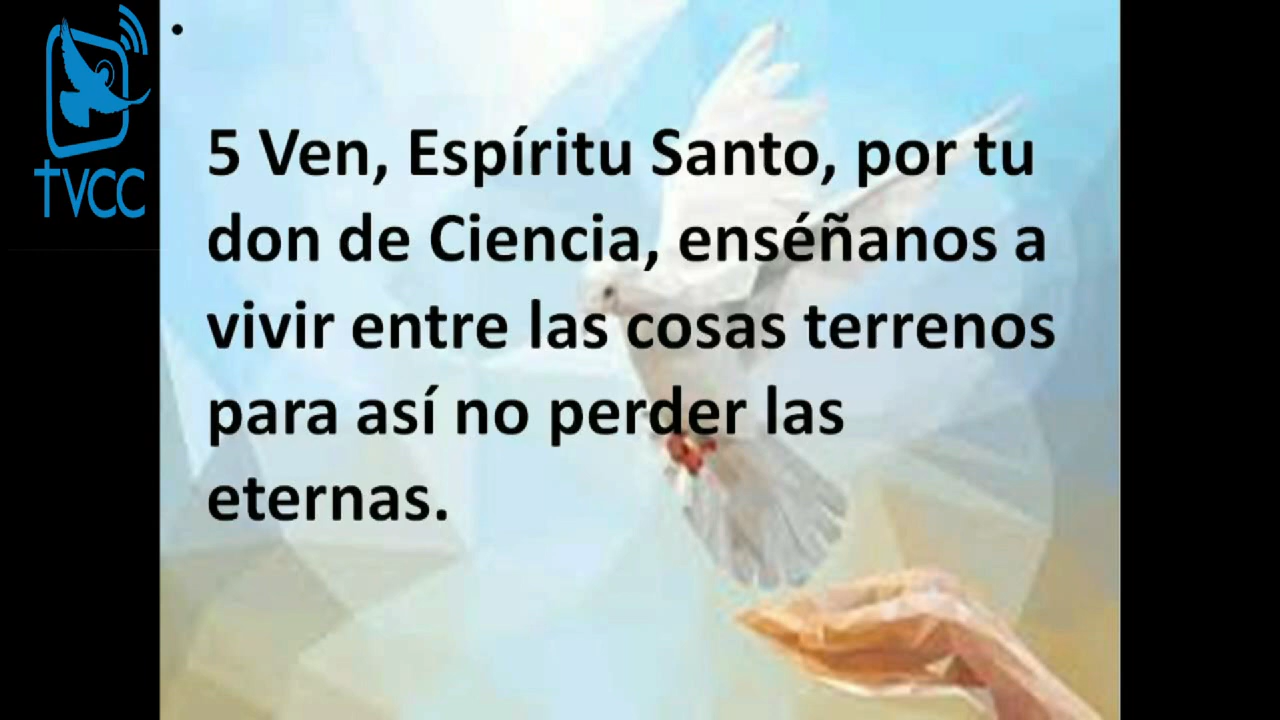 TVCC
5 Ven, Espíritu Santo, por tu
don de Ciencia, enséñanos a
vivir entre las cosas terrenos
para así no perder las
eternas.